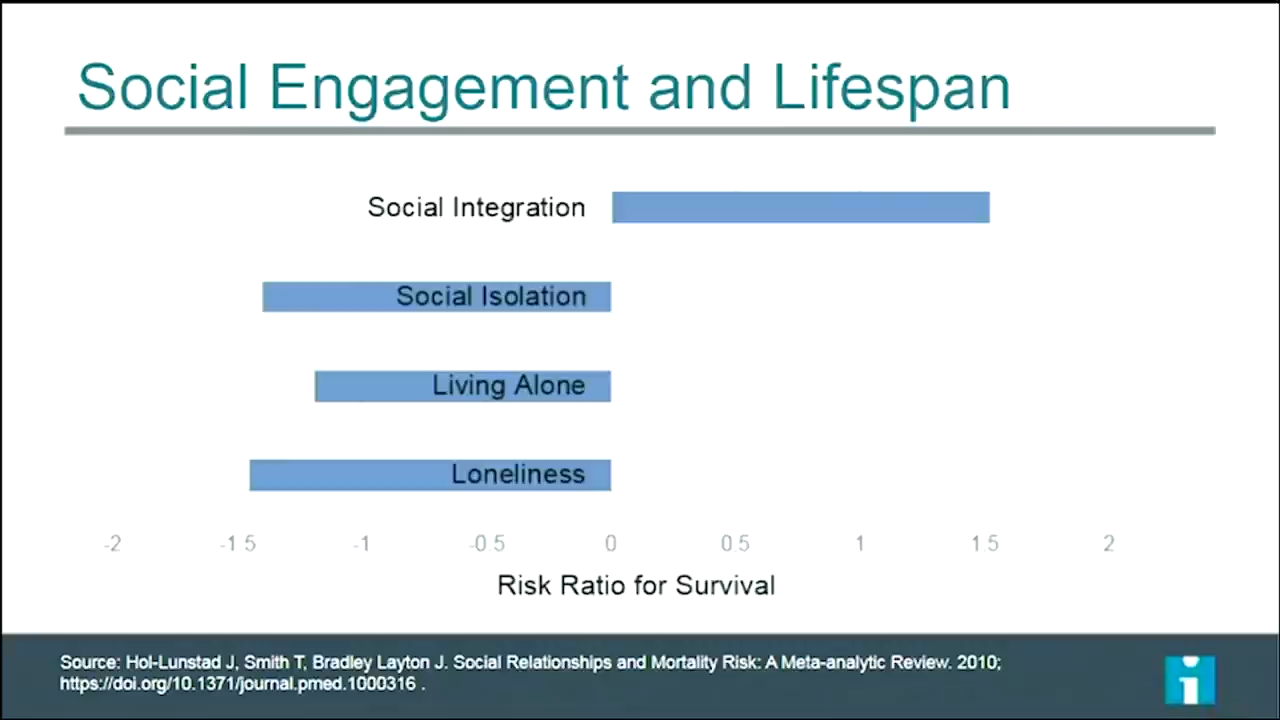 Social Engagement and Lifespan
Social Integration
Social Isolation
Living Alone
Loneliness
-2 -1 5 -1 -0 5 0 0 5 1 1 5 2
Risk Ratio for Survival
Source: Hol-Lunstad J, Smith T, Bradley Layton J. Social Relationships and Mortality Risk: A Meta-analytic Review. 2010;
https://doi.org/10.1371/journal.pmed.1000316 .
i